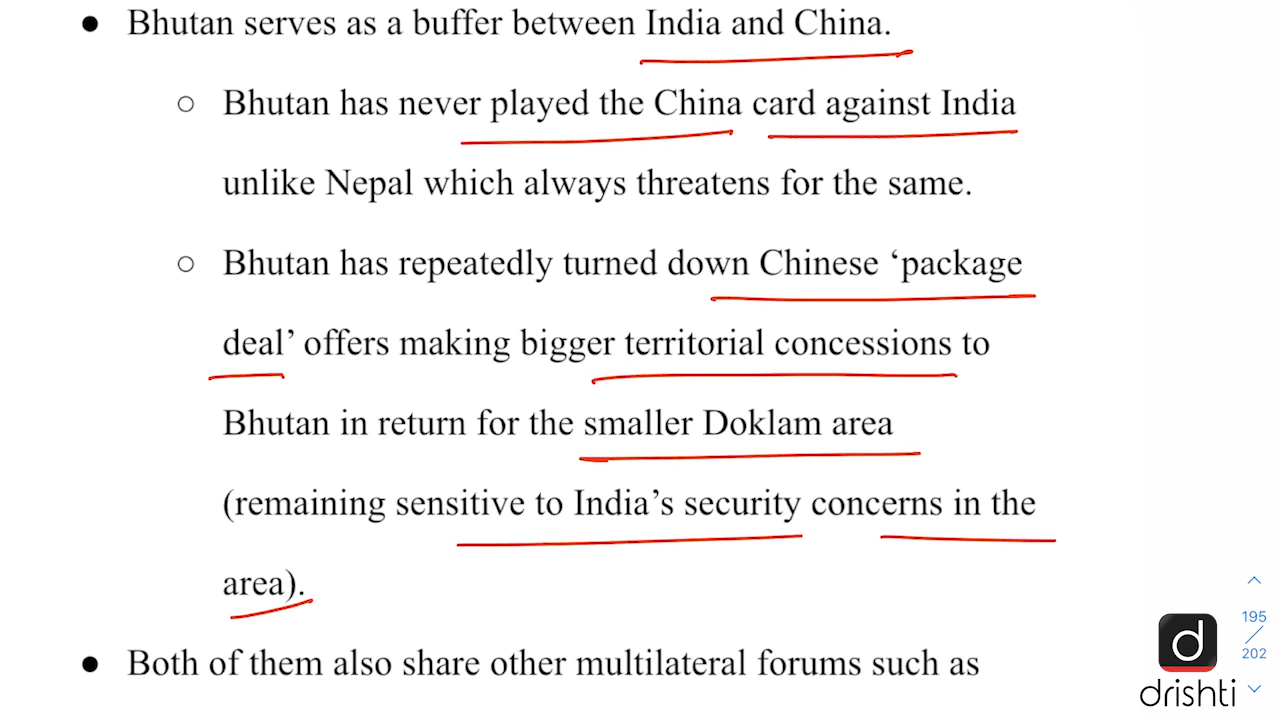 ● Bhutan serves as a buffer between India and China.
○ Bhutan has never played the China card against India
unlike Nepal which always threatens for the same.
○ Bhutan has repeatedly turned down Chinese ‘package
deal’ offers making bigger territorial concessions to
Bhutan in return for the smaller Doklam area
(remaining sensitive to India’s security concerns in the
area).
● Both of them also share other multilateral forums such as
195
/
202
d
drishti